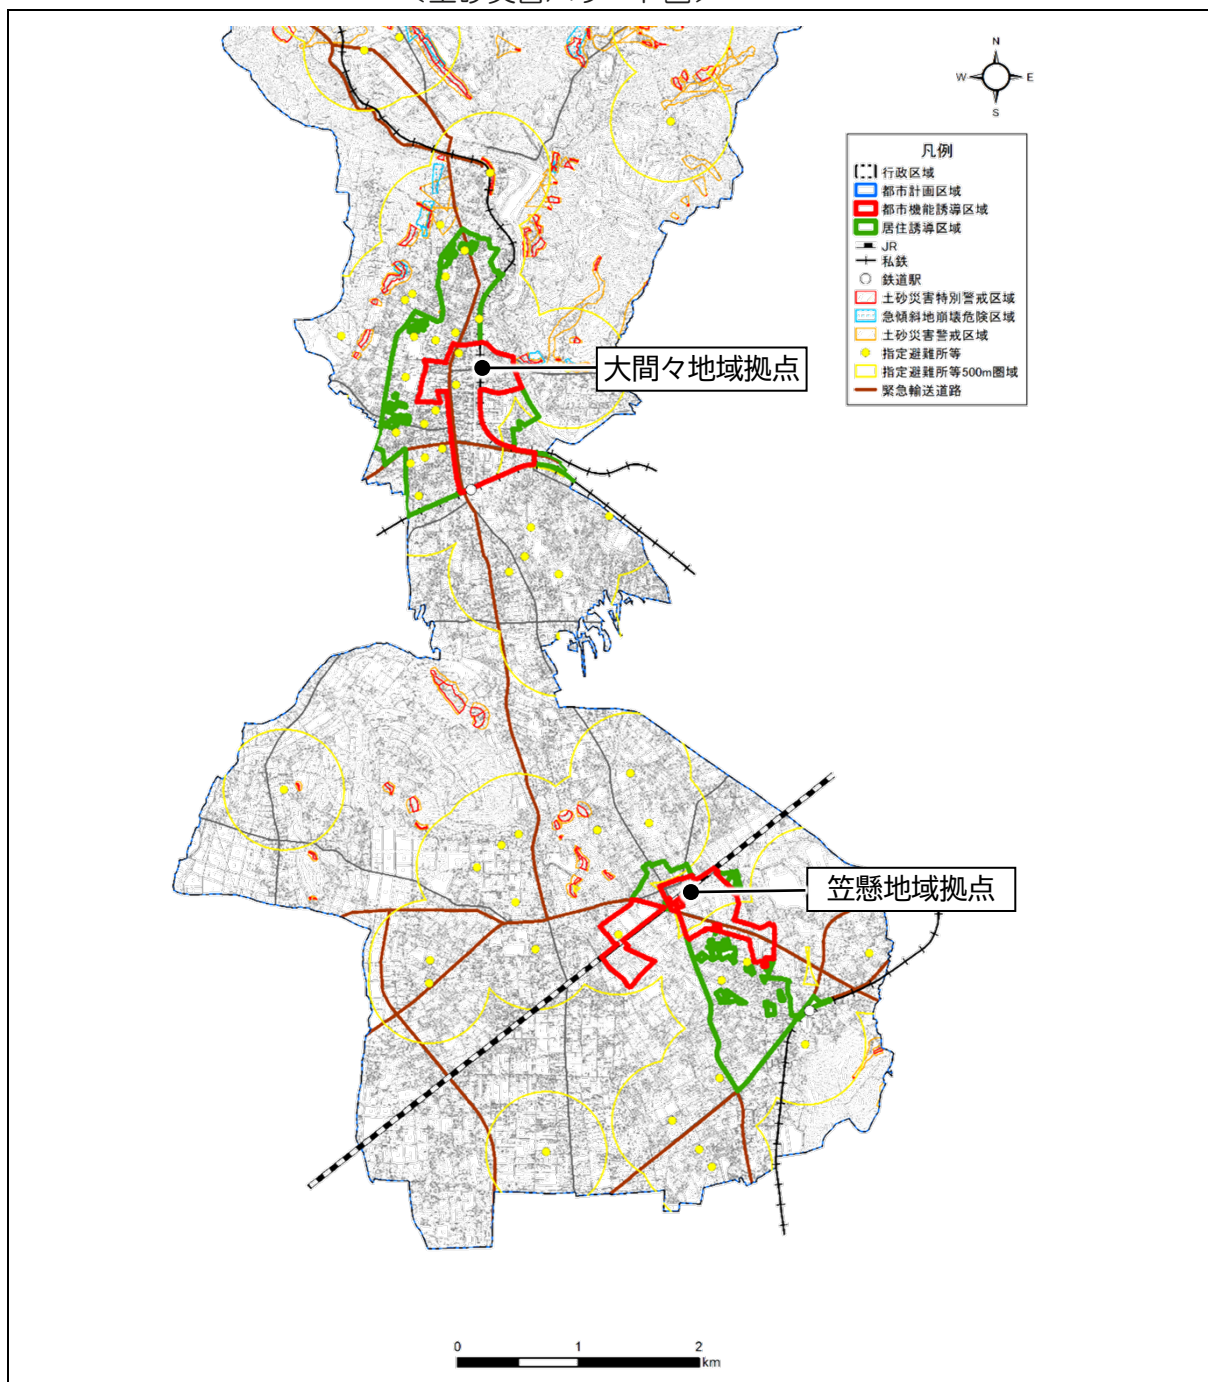 N
W E
S
凡例
行政区域
都市計画区域
都市機能誘導区域
居住誘導区域
JR
私鉄
鉄道駅
土砂災害特別警戒区域
急傾斜地崩壊危険区域
土砂災害警戒区域
指定避難所等
指定避難所等500m圏域
緊急輸送道路
大間々地域拠点
笠懸地域拠点
0 1 2
km